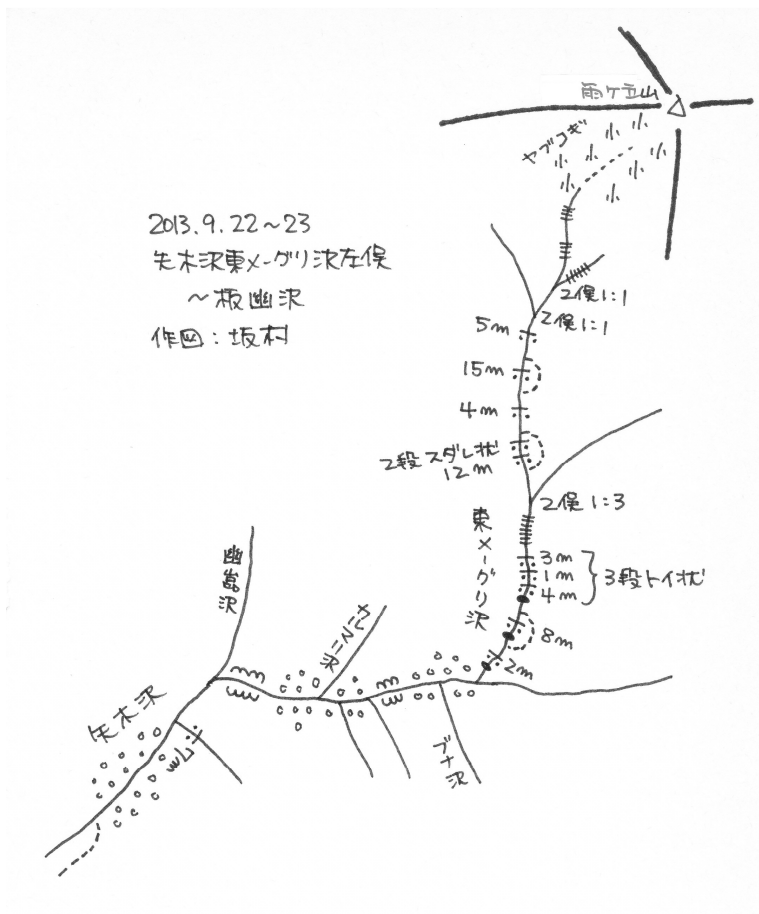 雨ケ立山
ヤブコギ
2013.9.22~23
矢木沢東メーグリ沢左俣
~板幽沢
作図:坂村
2俣1:1
2俣1:1
5m
15m
4m
2段スダレ状
12m
2俣1:3
東メーグリ沢
3m
1m
4m
3段トイ状
8m
2m
幽嵓沢
矢木沢
ブナ沢